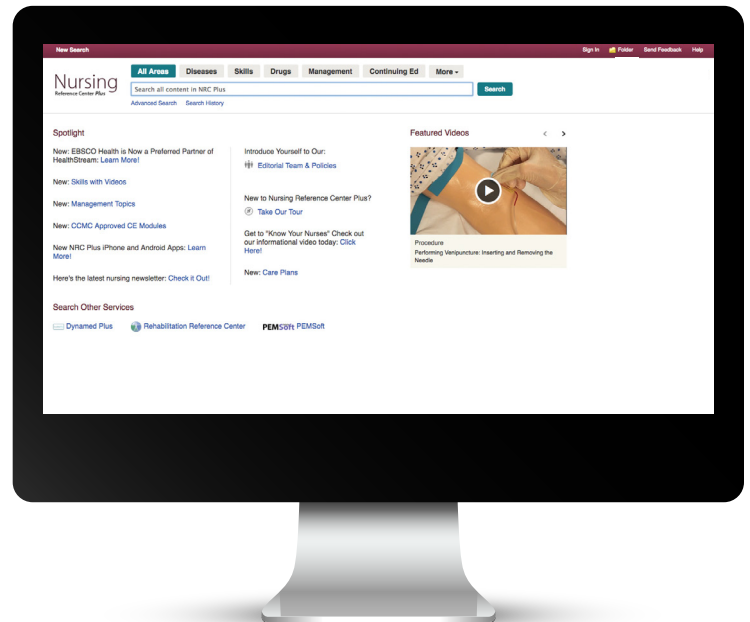 New Search
Sign In Folder Send Feedback Help
Nursing
Reference Center Plus
All Areas Diseases Skills Drugs Management Continuing Ed More
Search all content in NRC Plus Search
Advanced Search Search History
Spotlight
New: EBSCO Health is Now a Preferred Partner of
HealthStream: Learn More!
New: Skills with Videos
New: Management Topics
New: CCMC Approved CE Modules
New NRC Plus iPhone and Android Apps: Learn
More!
Here's the latest nursing newsletter: Check it Out!
Introduce Yourself to Our:
Editorial Team & Policies
New to Nursing Reference Center Plus?
Take Our Tour
Get to "Know Your Nurses" Check out
our informational video today: Click
Here!
New: Care Plans
Featured Videos
Procedure
Performing Venipuncture: Inserting and Removing the
Needle
Search Other Services
Dynamed Plus Rehabilitation Reference Center PEMSoft PEMSoft